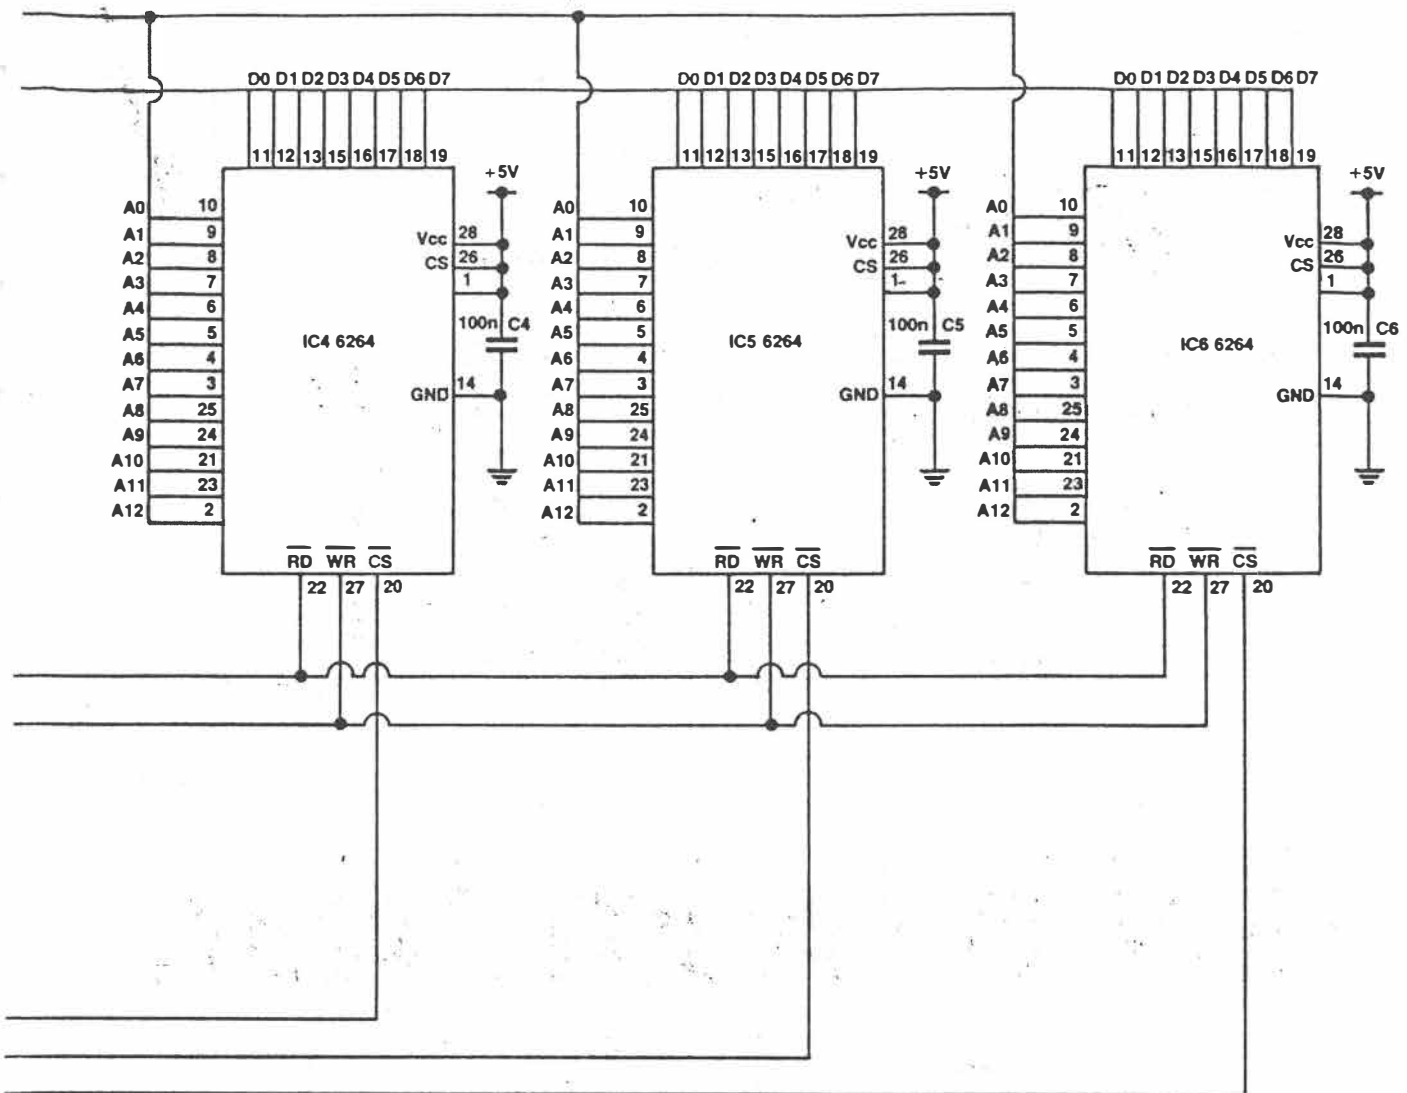 D0 D1 D2 D3 D4 D5 D6 D7
11 12 13 15 16 17 18 19
+5V
A0 10
A1 9
A2 8
A3 7
A4 6
A5 5
A6 4
A7 3
A8 25
A9 24
A10 21
A11 23
A12 2
Vcc 28
CS 26
1
100n C4
IC4 6264
GND 14
RD WR CS
22 27 20
D0 D1 D2 D3 D4 D5 D6 D7
11 12 13 15 16 17 18 19
+5V
A0 10
A1 9
A2 8
A3 7
A4 6
A5 5
A6 4
A7 3
A8 25
A9 24
A10 21
A11 23
A12 2
Vcc 28
CS 26
1
100n C5
IC5 6264
GND 14
RD WR CS
22 27 20
D0 D1 D2 D3 D4 D5 D6 D7
11 12 13 15 16 17 18 19
+5V
A0 10
A1 9
A2 8
A3 7
A4 6
A5 5
A6 4
A7 3
A8 25
A9 24
A10 21
A11 23
A12 2
Vcc 28
CS 26
1
100n C6
IC6 6264
GND 14
RD WR CS
22 27 20